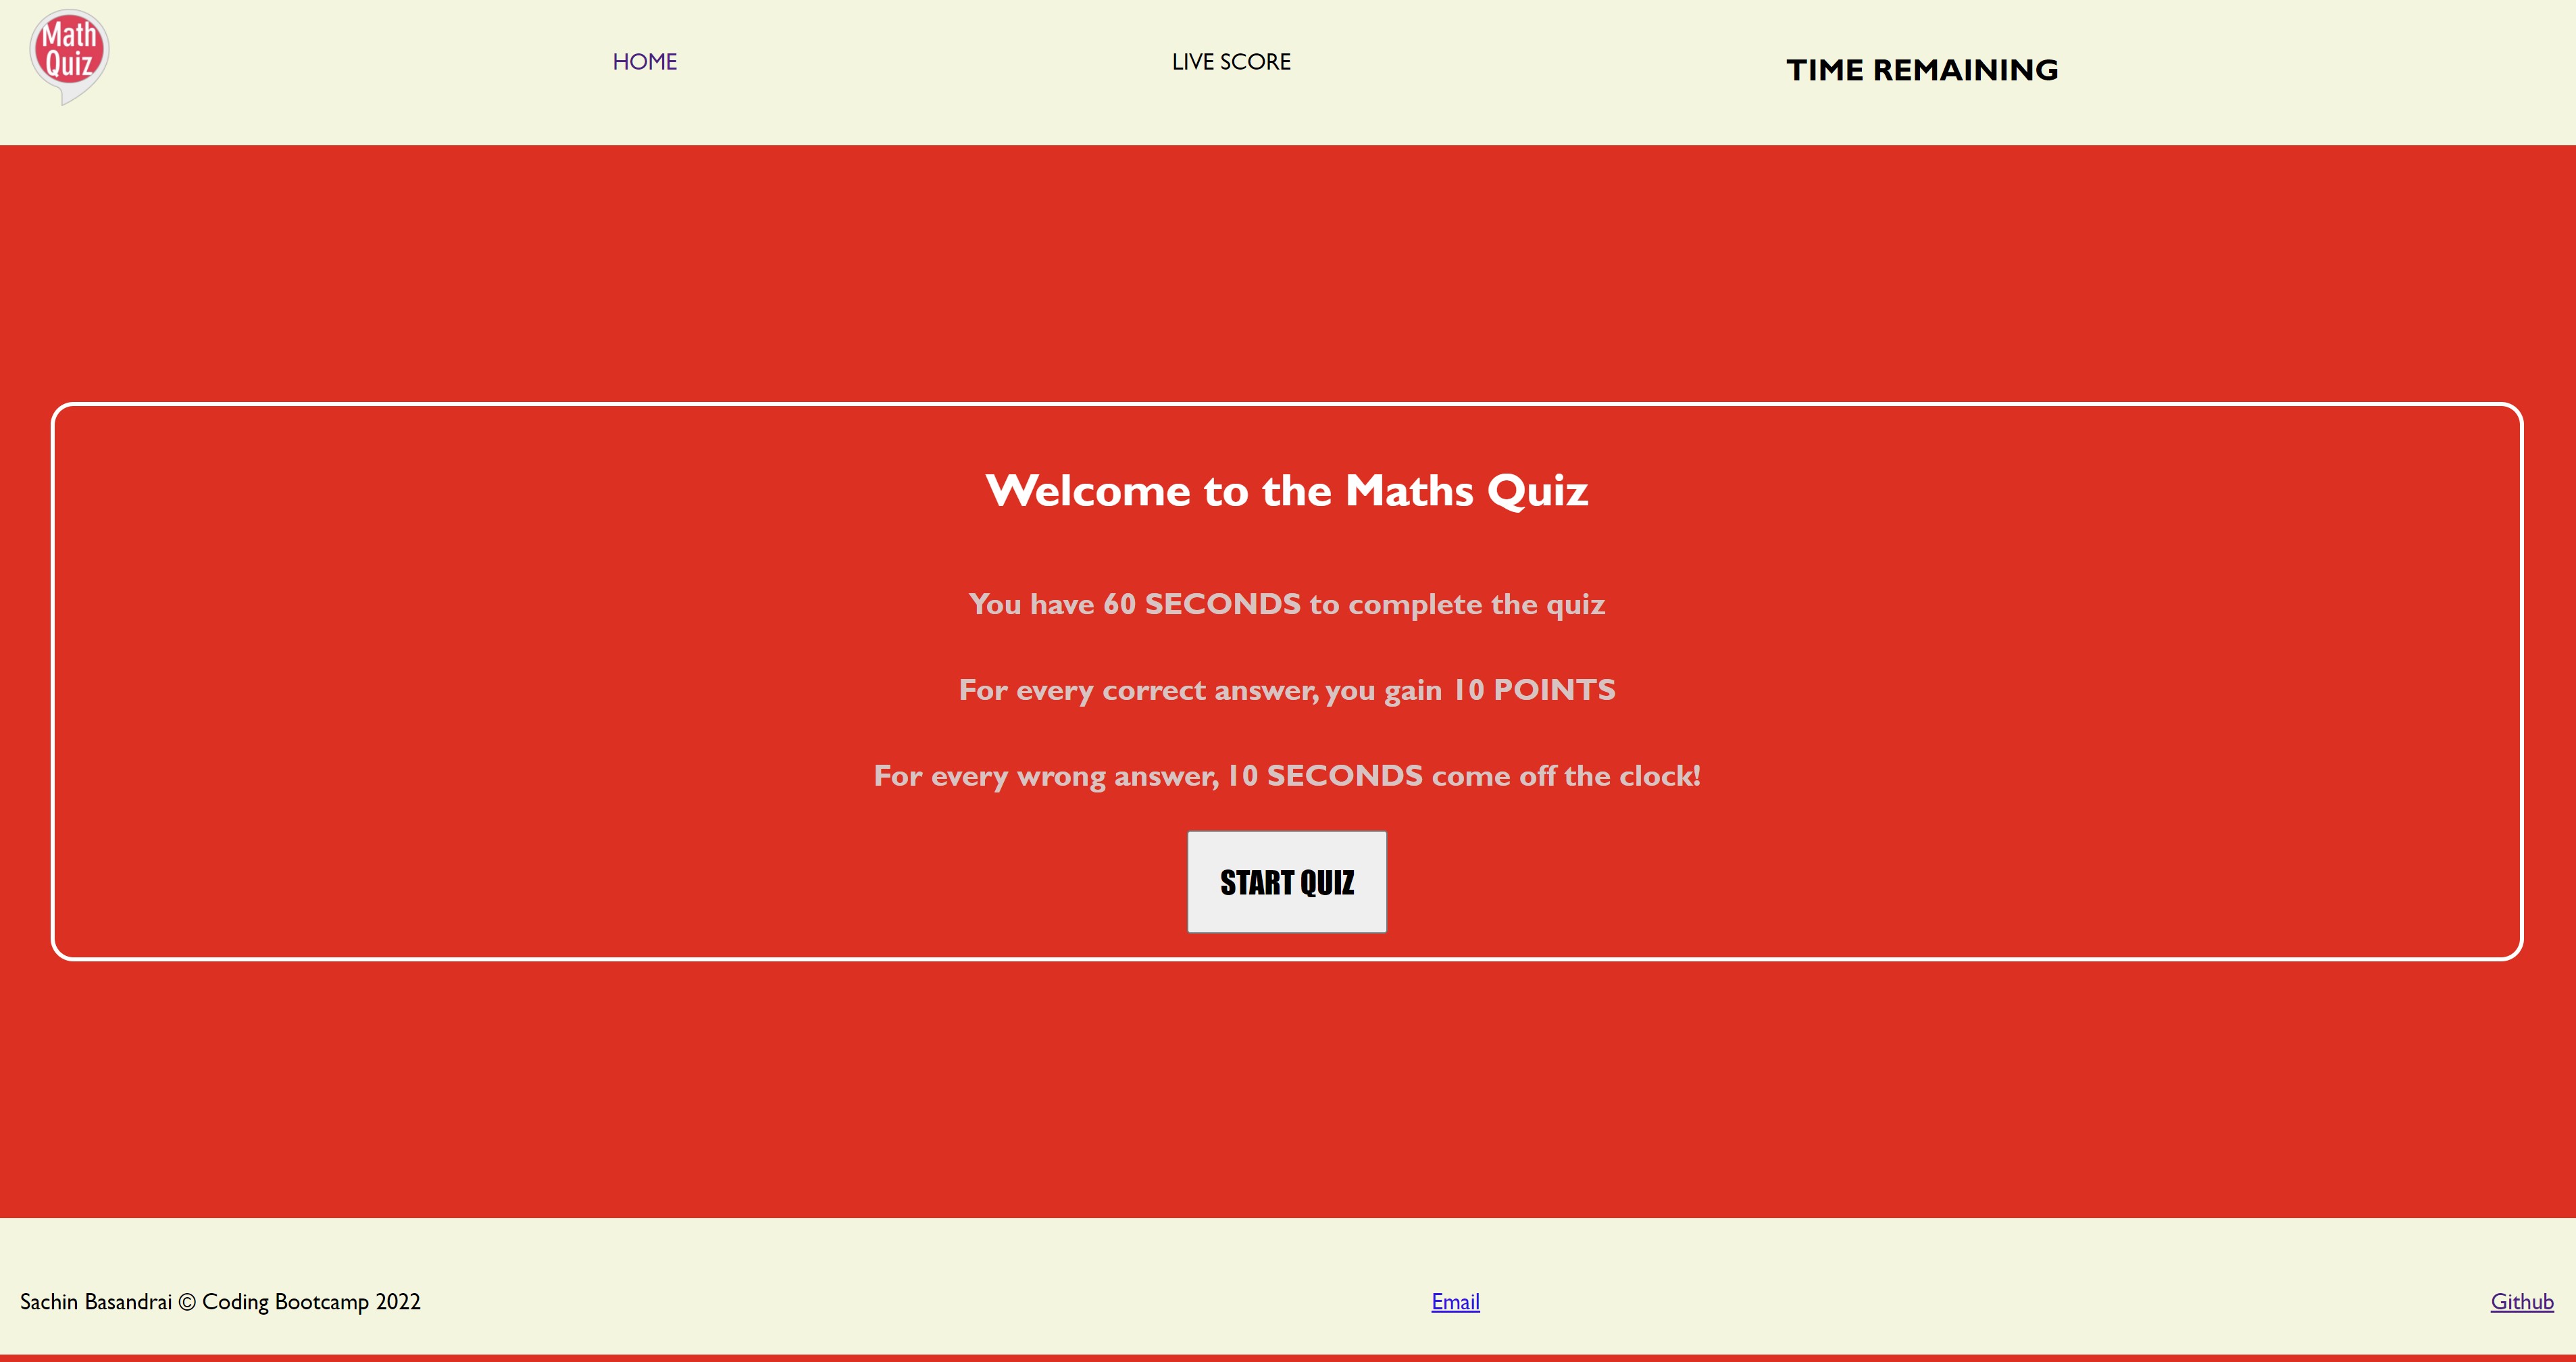 Math
Quiz
HOME
LIVE SCORE
TIME REMAINING
Welcome to the Maths Quiz
You have 60 SECONDS to complete the quiz
For every correct answer, you gain 10 POINTS
For every wrong answer, 10 SECONDS come off the clock!
START QUIZ
Sachin Basandrai © Coding Bootcamp 2022
Email
Github